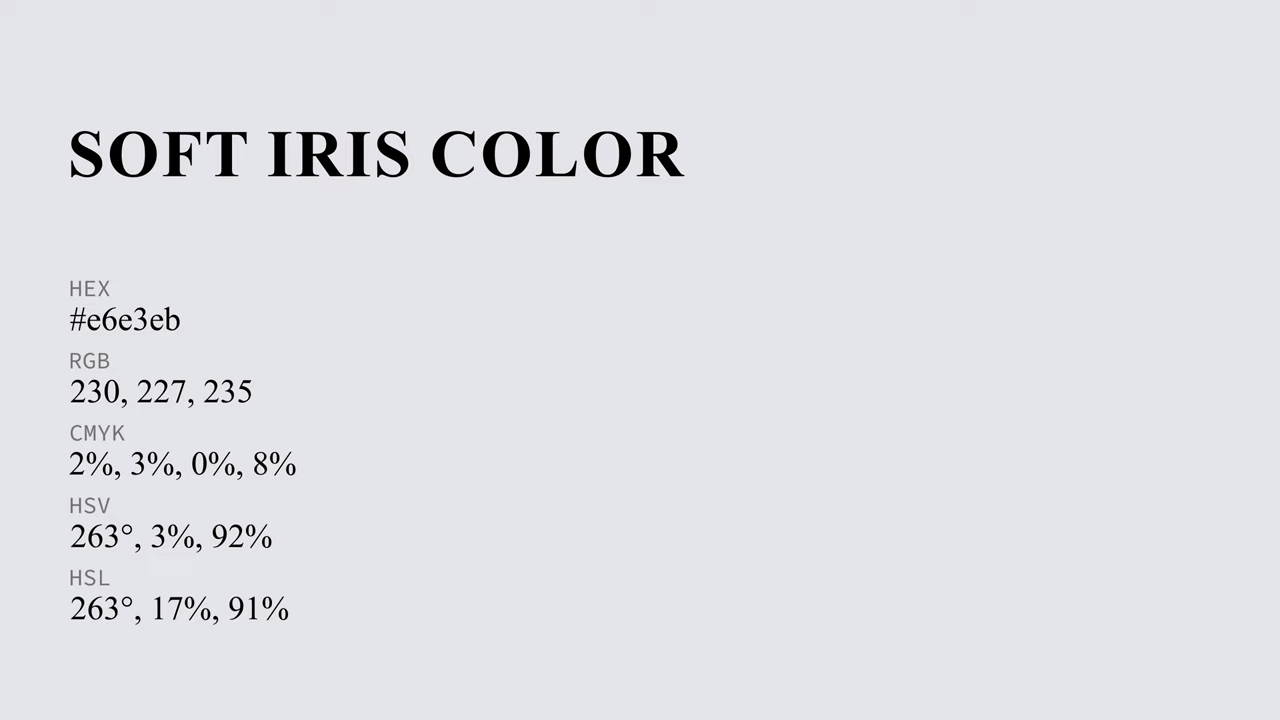 SOFT IRIS COLOR
HEX
#e6e3eb
RGB
230, 227, 235
CMYK
2%, 3%, 0%, 8%
HSV
263°, 3%, 92%
HSL
263°, 17%, 91%